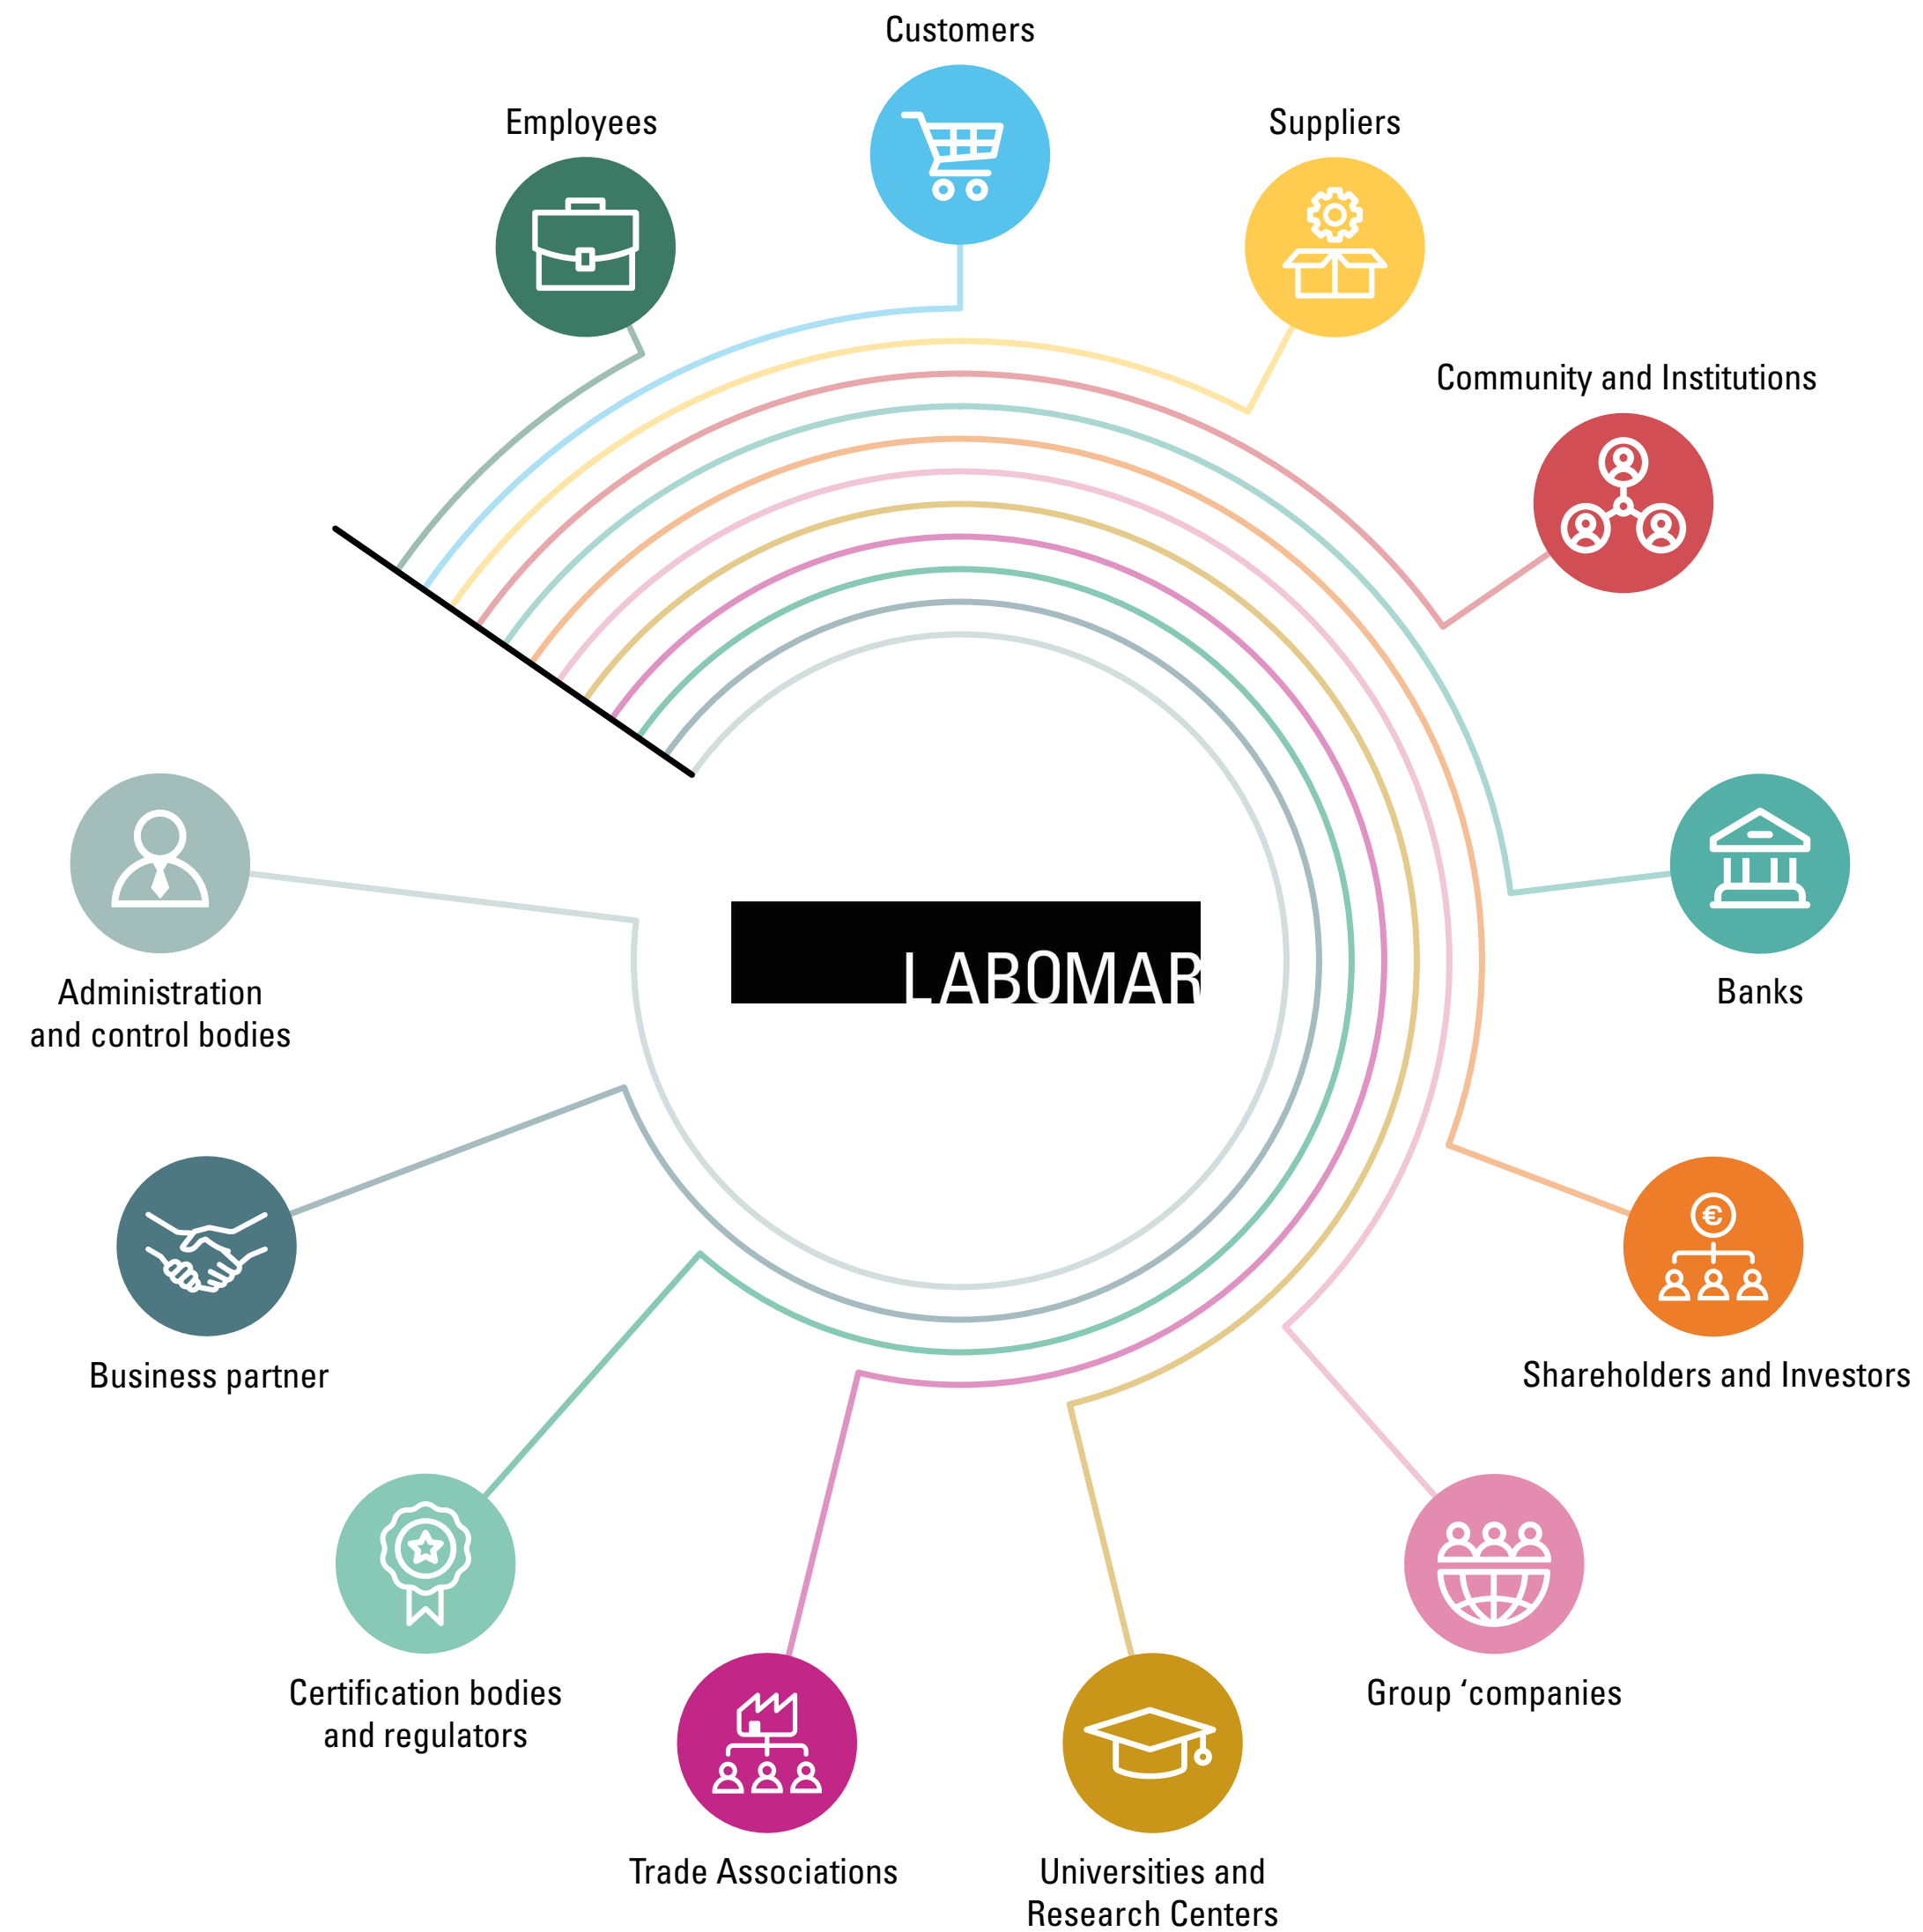 Customers
Employees
Suppliers
Community and Institutions
LABOMAR
Administration
and control bodies
Banks
Business partner
Shareholders and Investors
Certification bodies
and regulators
Group ‘companies
Trade Associations
Universities and
Research Centers
€